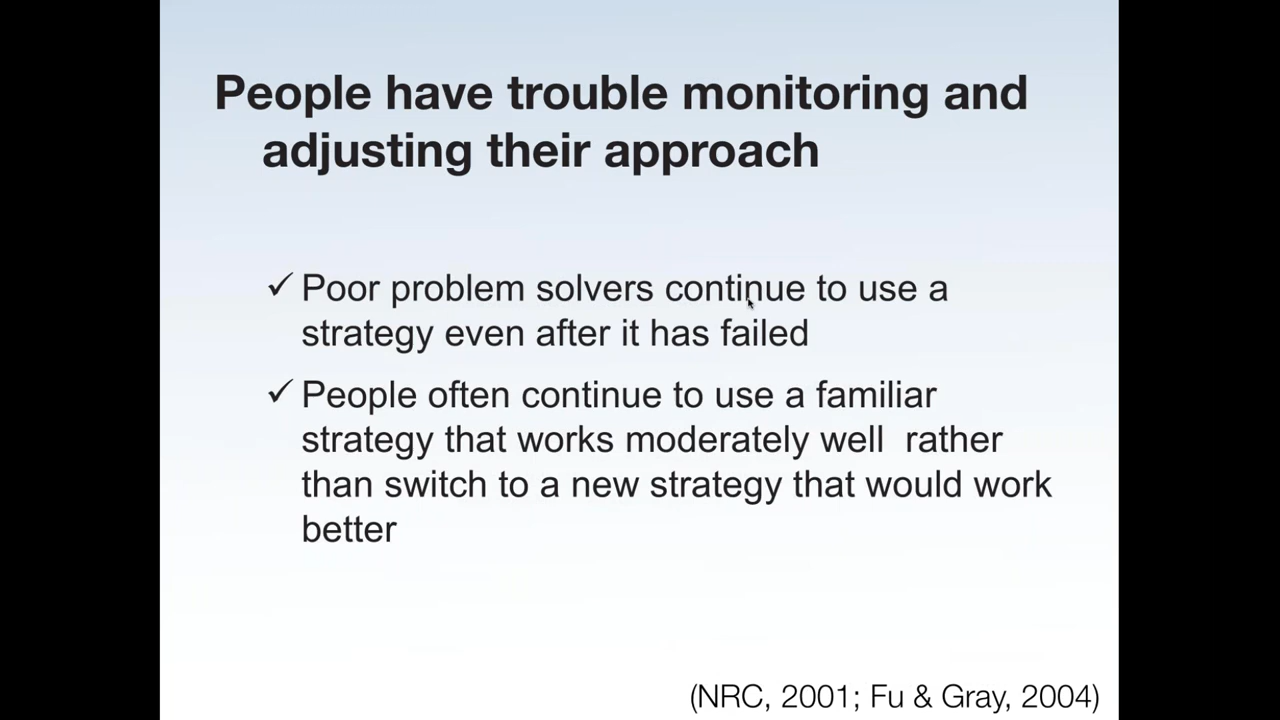 People have trouble monitoring and
adjusting their approach
✓ Poor problem solvers continue to use a
strategy even after it has failed
✓ People often continue to use a familiar
strategy that works moderately well  rather
than switch to a new strategy that would work
better
(NRC, 2001; Fu & Gray, 2004)